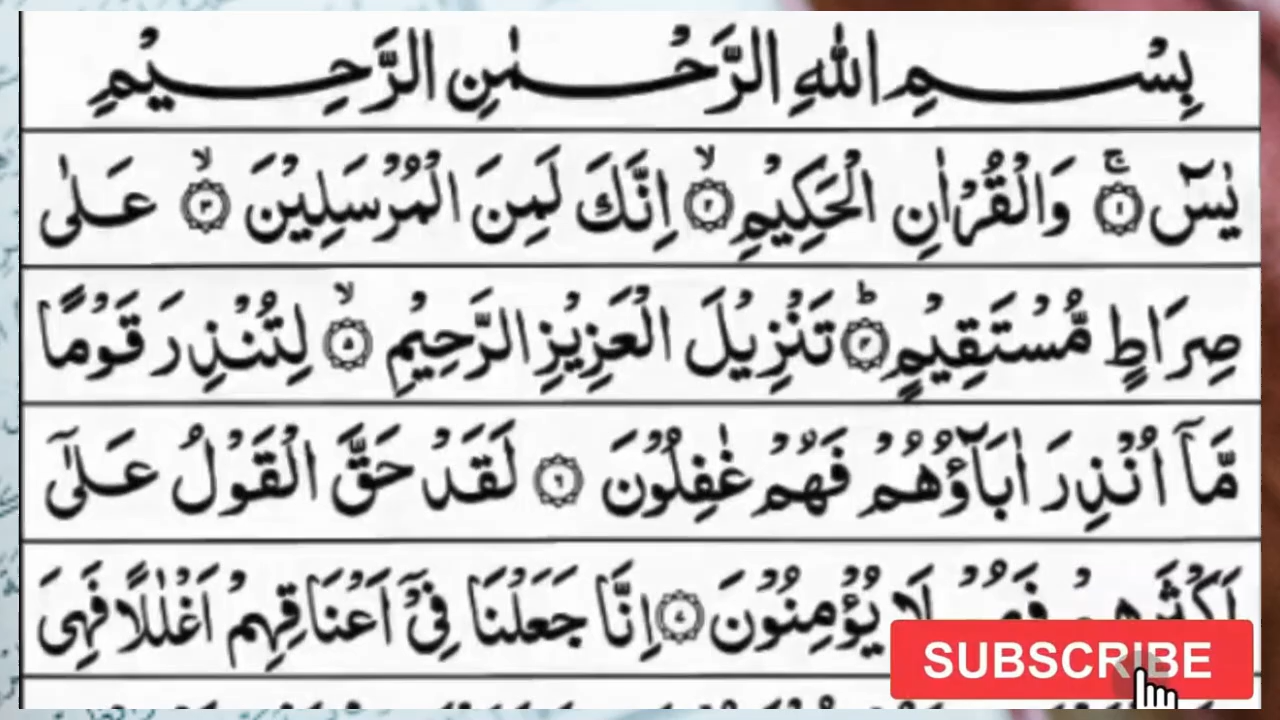 بِسْمِ اللّٰهِ الرَّحْمٰنِ الرَّحِيْمِ
يٰسٓ ۚ﴿۱﴾ وَالْقُرْاٰنِ الْحَكِيْمِ ۙ﴿۲﴾ اِنَّكَ لَمِنَ الْمُرْسَلِيْنَ ۙ﴿۳﴾ عَلٰى
صِرَاطٍ مُّسْتَقِيْمٍ ؕ﴿۴﴾ تَنْزِيْلَ الْعَزِيْزِ الرَّحِيْمِ ۙ﴿۵﴾ لِتُنْذِرَ قَوْمًا
مَّاۤ اُنْذِرَ اٰبَآؤُهُمْ فَهُمْ غٰفِلُوْنَ ﴿۶﴾ لَقَدْ حَقَّ الْقَوْلُ عَلٰٓى
اَكْثَرِهِمْ فَهُمْ لَا يُؤْمِنُوْنَ ﴿۷﴾ اِنَّا جَعَلْنَا فِيْۤ اَعْنَاقِهِمْ اَغْلٰلًا فَهِىَ
SUBSCRIBE